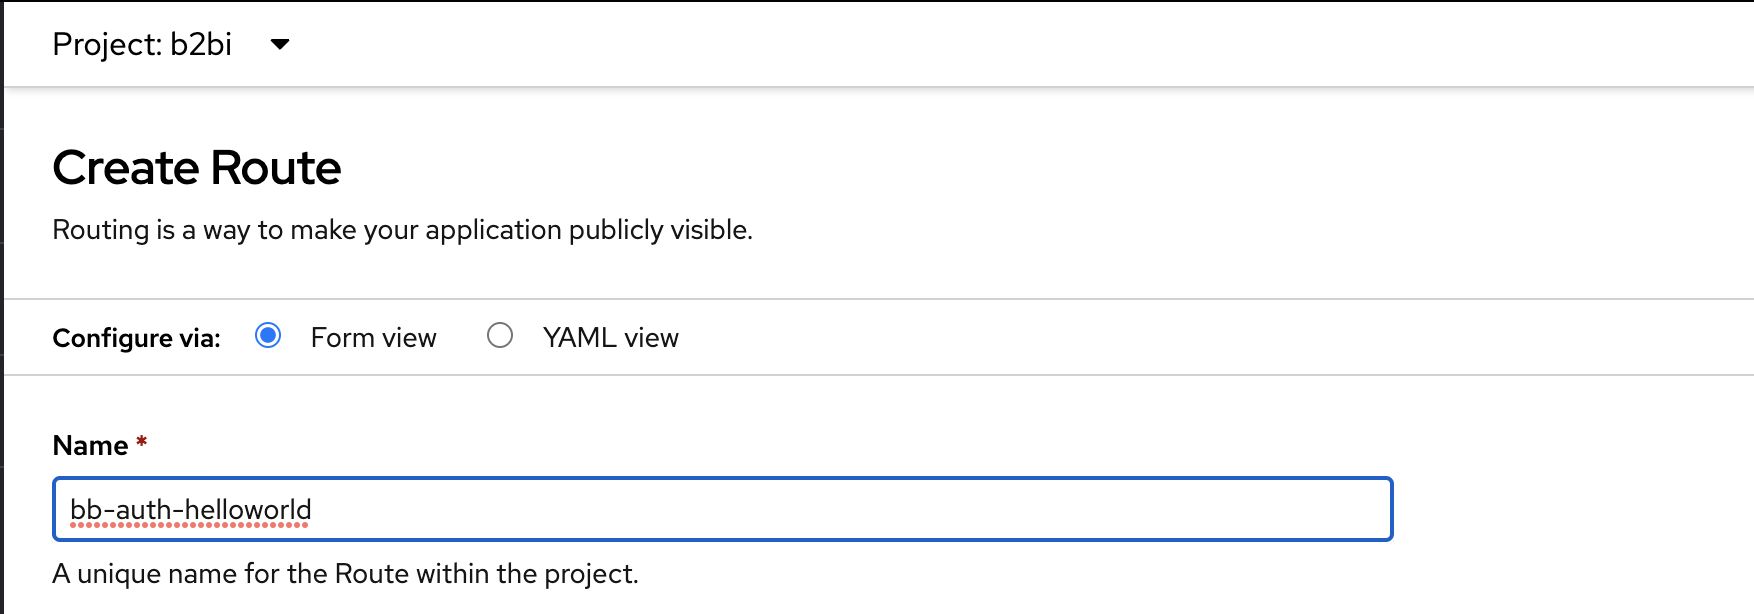 Project: b2bi
Create Route
Routing is a way to make your application publicly visible.
Configure via: Form view YAML view
Name *
bb-auth-helloworld
A unique name for the Route within the project.